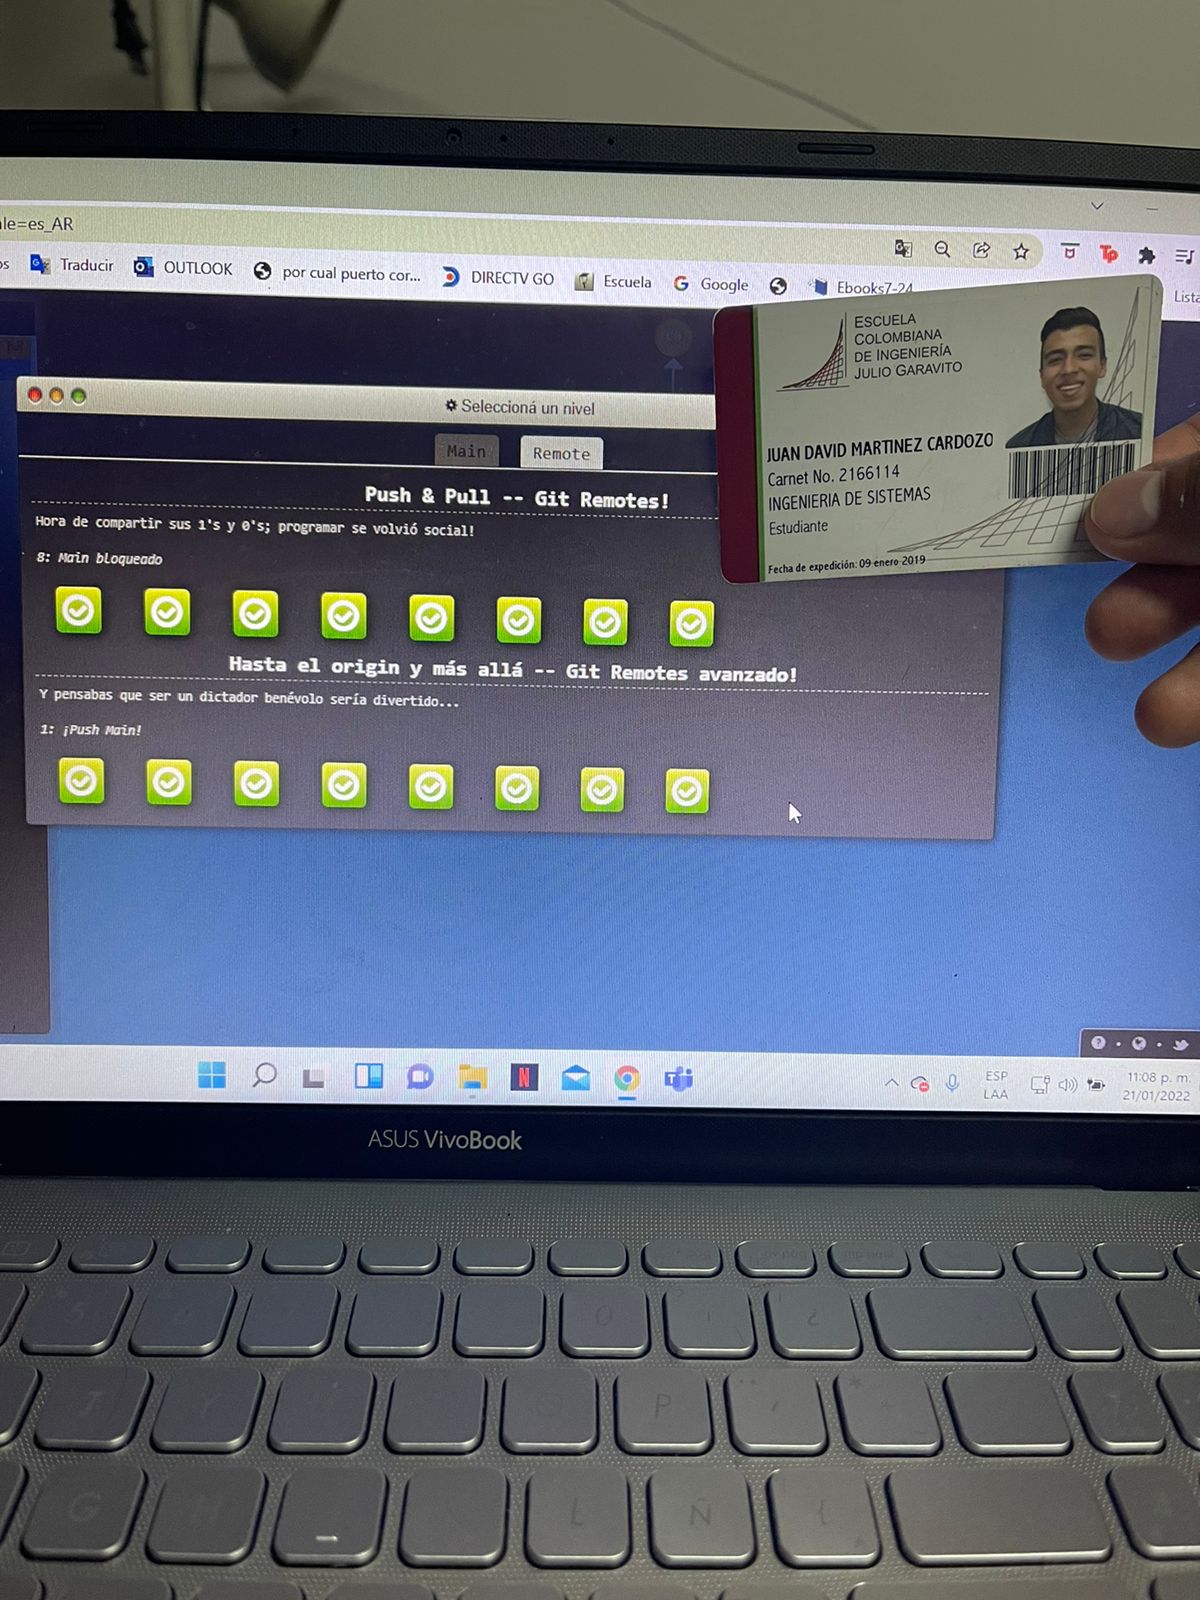 le=es_AR
os Traducir OUTLOOK por cual puerto cor... DIRECTV GO Escuela Google Ebooks7-24 Lista
Seleccioná un nivel
Main Remote
Push & Pull -- Git Remotes!
Hora de compartir sus 1's y 0's; programar se volvió social!
8: Main bloqueado
Hasta el origin y más allá -- Git Remotes avanzado!
Y pensabas que ser un dictador benévolo sería divertido...
1: ¡Push Main!
ESCUELA
COLOMBIANA
DE INGENIERÍA
JULIO GARAVITO
JUAN DAVID MARTINEZ CARDOZO
Carnet No. 2166114
INGENIERIA DE SISTEMAS
Estudiante
Fecha de expedición: 09 enero 2019
ESP
LAA
11:08 p. m.
21/01/2022
ASUS VivoBook
P
G
L Ñ {